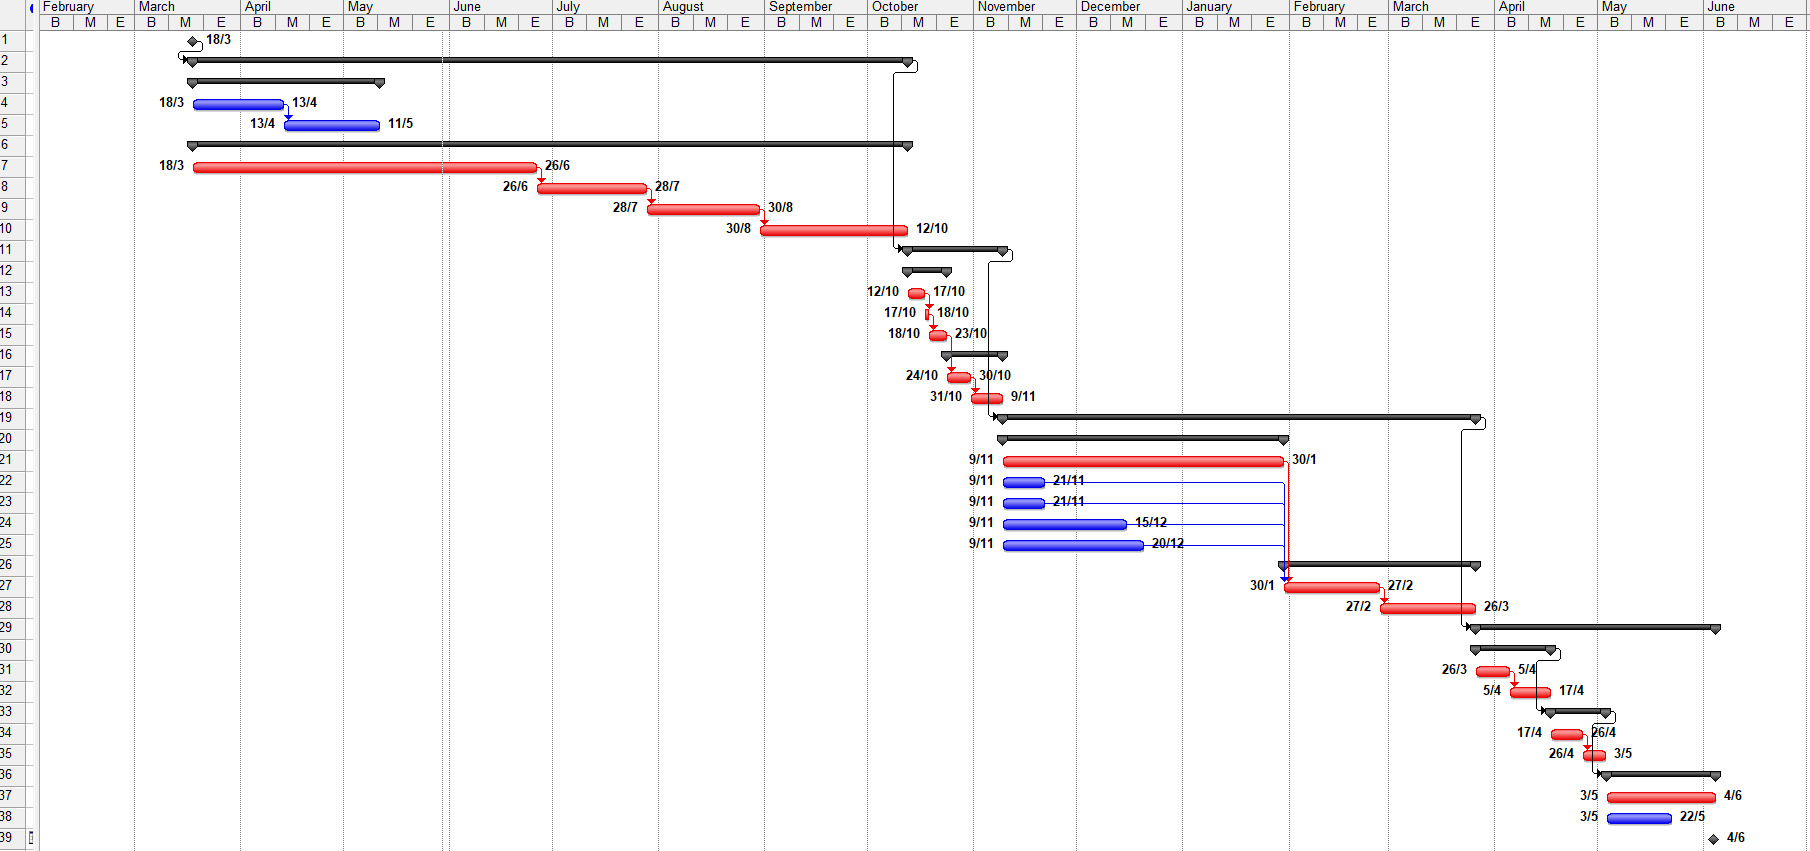 February March April May June July August September October November December January February March April May June
B M E B M E B M E B M E B M E B M E B M E B M E B M E B M E B M E B M E B M E B M E B M E B M E B M E
1 18/3
2
3
4 18/3 13/4
5 13/4 11/5
6
7 18/3 26/6
8 26/6 28/7
9 28/7 30/8
10 30/8 12/10
11
12
13 12/10 17/10
14 17/10 18/10
15 18/10 23/10
16
17 24/10 30/10
18 31/10 9/11
19
20
21 9/11 30/1
22 9/11 21/11
23 9/11 21/11
24 9/11 15/12
25 9/11 20/12
26
27 30/1 27/2
28 27/2 26/3
29
30
31 26/3 5/4
32 5/4 17/4
33
34 17/4 26/4
35 26/4 3/5
36
37 3/5 4/6
38 3/5 22/5
39 4/6